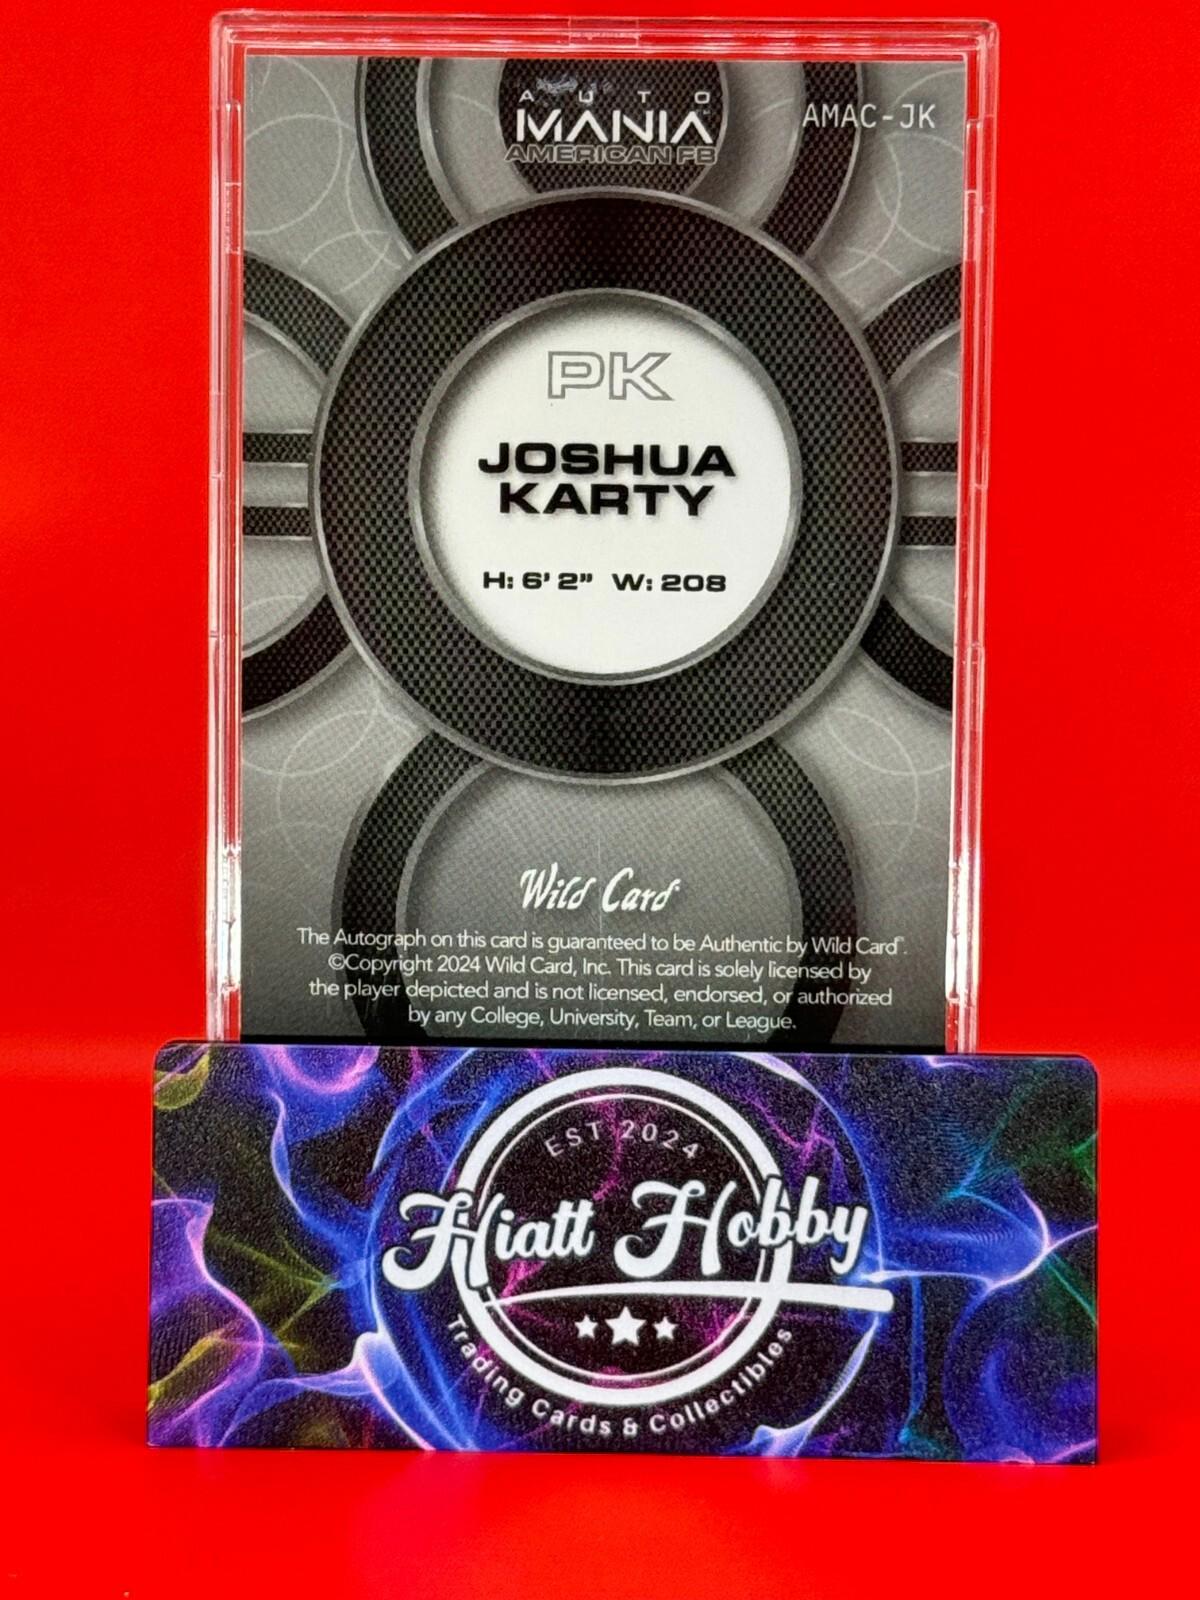 AUTO
MANIA
AMERICAN FB
AMAC-JK
PK
JOSHUA
KARTY
H: 6' 2" W: 208
Wild Card
The Autograph on this card is guaranteed to be Authentic by Wild Card™.
©Copyright 2024 Wild Card, Inc. This card is solely licensed by
the player depicted and is not licensed, endorsed, or authorized
by any College, University, Team, or League.
EST 2024
Hiatt Hobby
Trading Cards & Collectibles